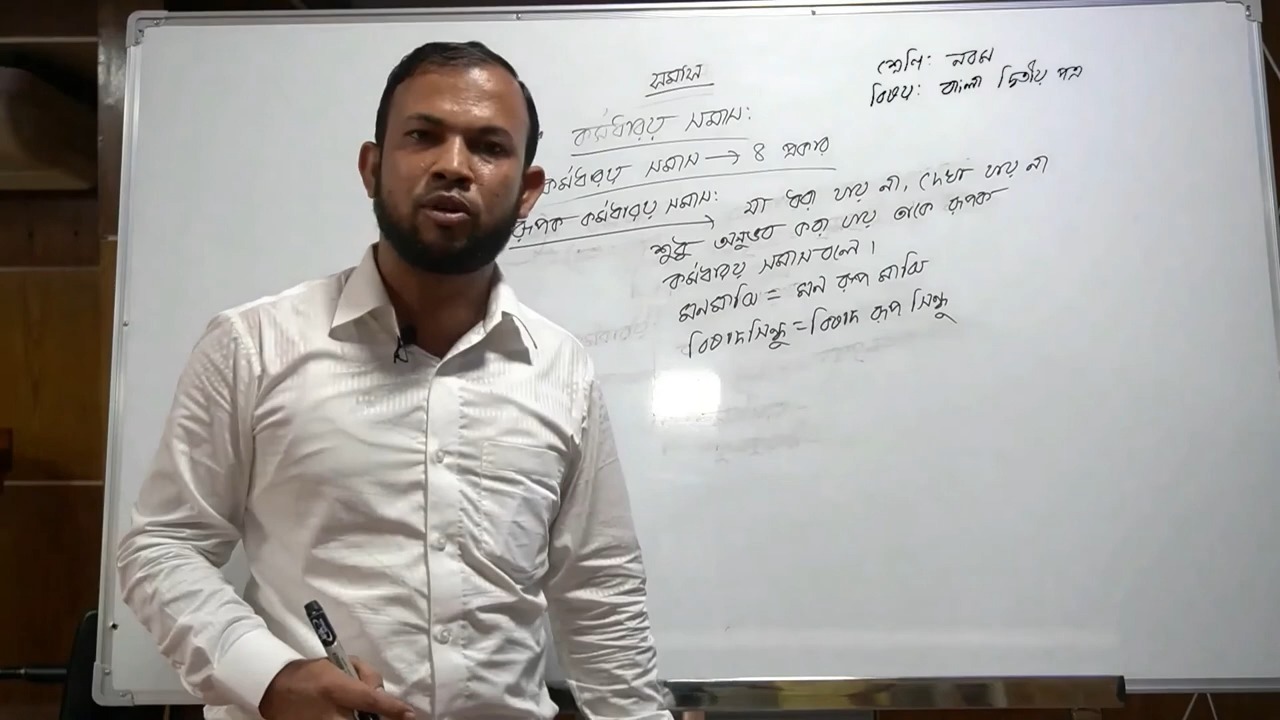 সমাস
শ্রেণি: নবম
বিষয়: বাংলা দ্বিতীয় পত্র
কর্মধারয় সমাস:
কর্মধারয় সমাস → ৪ প্রকার
রূপক কর্মধারয় সমাস: → যা ধরা যায় না, দেখা যায় না
শুধু অনুভব করা যায় তাকে রূপক
কর্মধারয় সমাস বলে।
মনমাঝি = মন রূপ মাঝি
বিষাদসিন্ধু = বিষাদ রূপ সিন্ধু